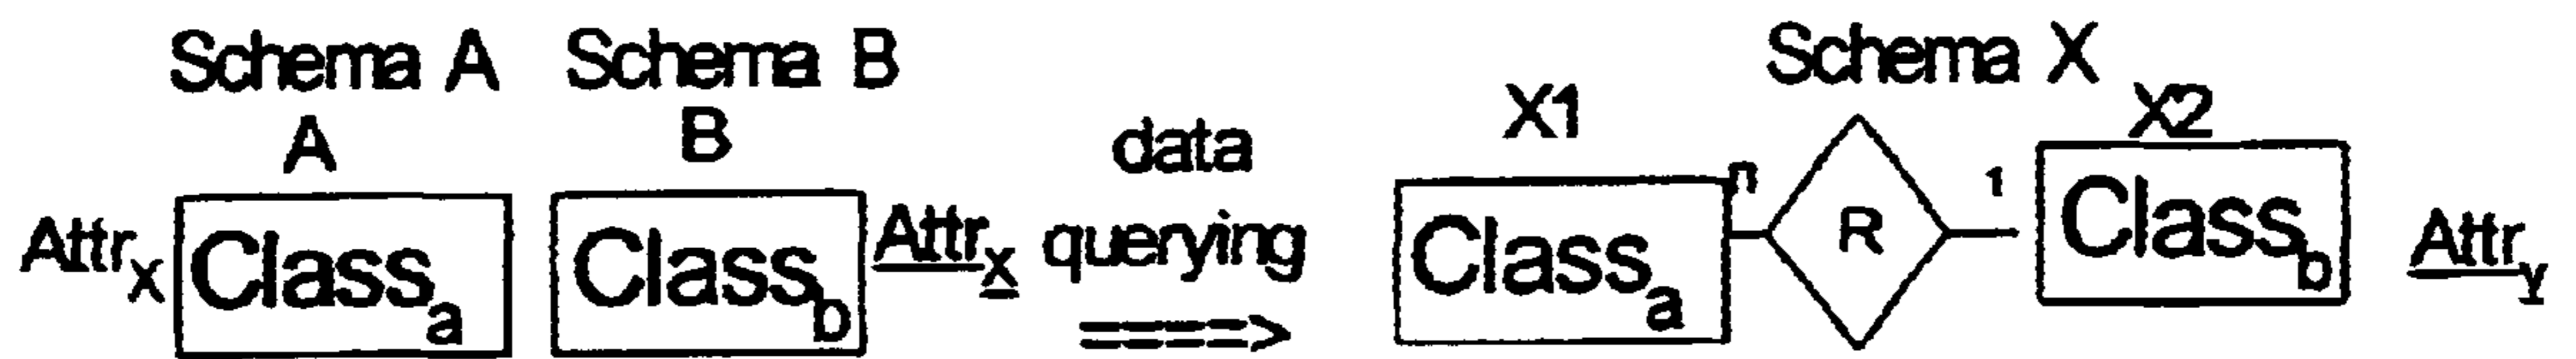 Schema A Schema B Schema X
A B X1 X2
data
Attrx Classa Classb Attrx querying Classa n R 1 Classb Attry
====>